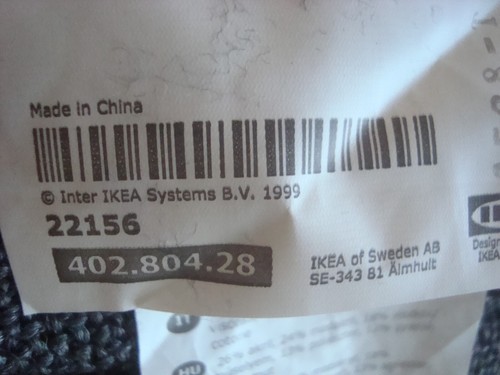 Made in China
© Inter IKEA Systems B.V. 1999
22156
402.804.28
IKEA of Sweden AB
SE-343 81 Älmhult
Design
IKEA
HU